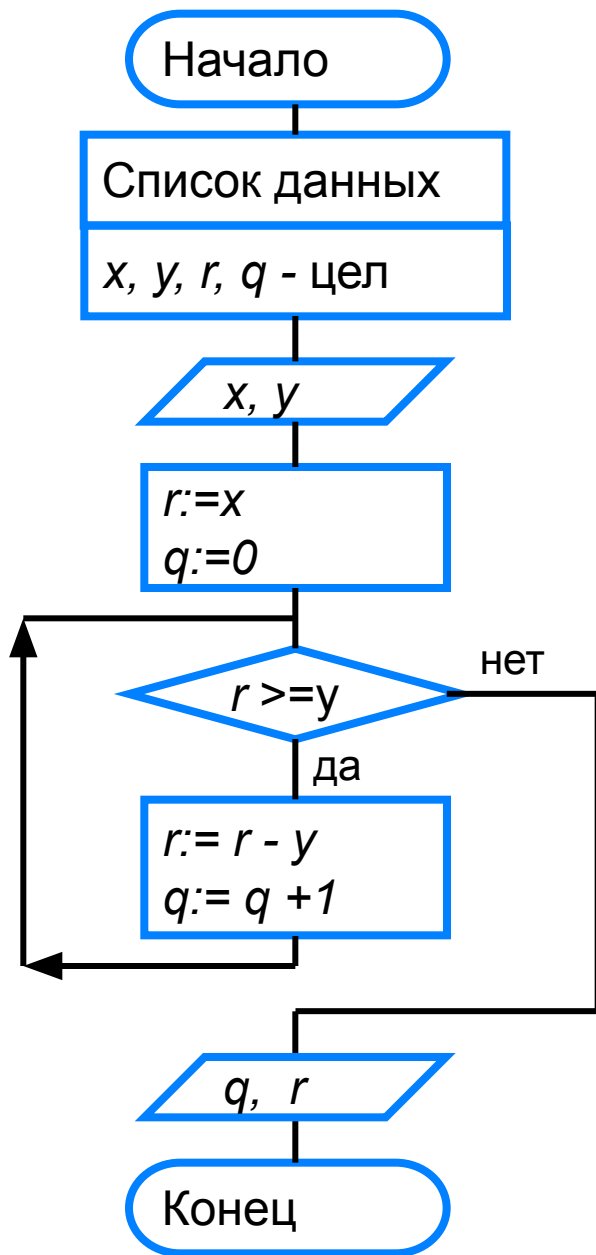 Начало
Список данных
x, y, r, q - цел
x, y
r:=x
q:=0
r >=y
нет
да
r:= r - y
q:= q +1
q, r
Конец